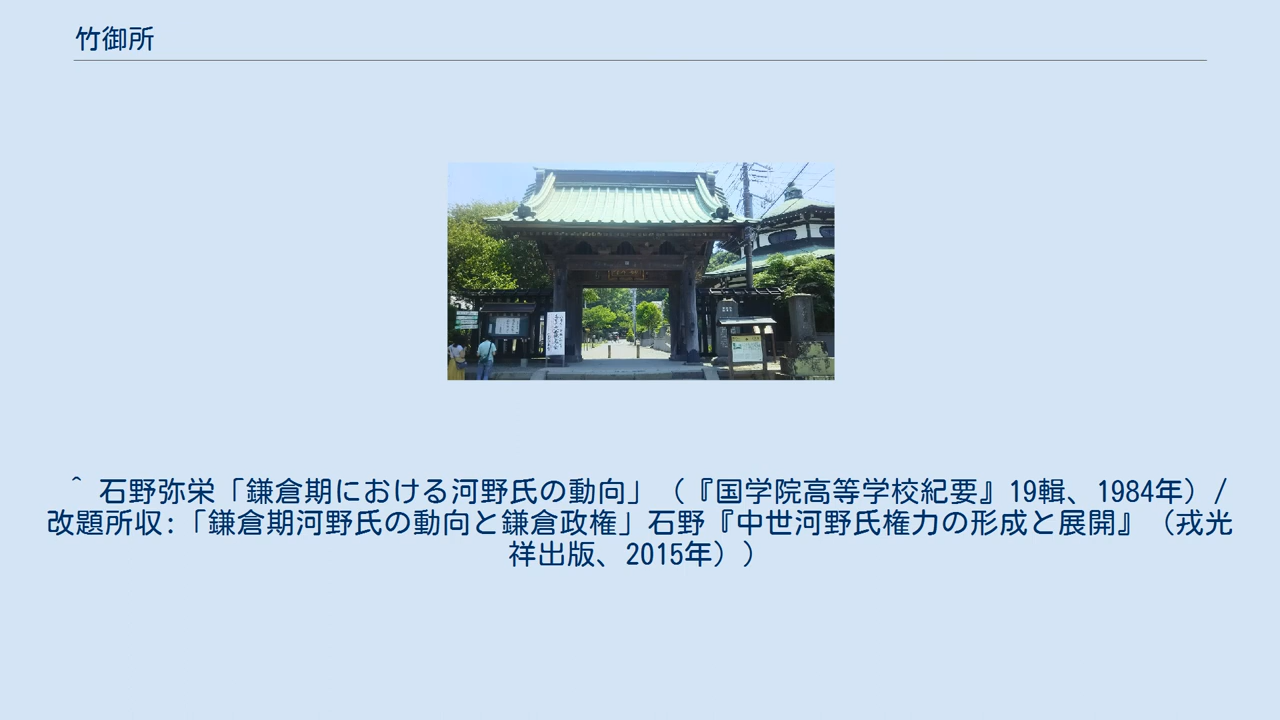 竹御所
^ 石野弥栄「鎌倉期における河野氏の動向」（『国学院高等学校紀要』19輯、1984年）/
改題所収:「鎌倉期河野氏の動向と鎌倉政権」石野『中世河野氏権力の形成と展開』（戎光
祥出版、2015年））